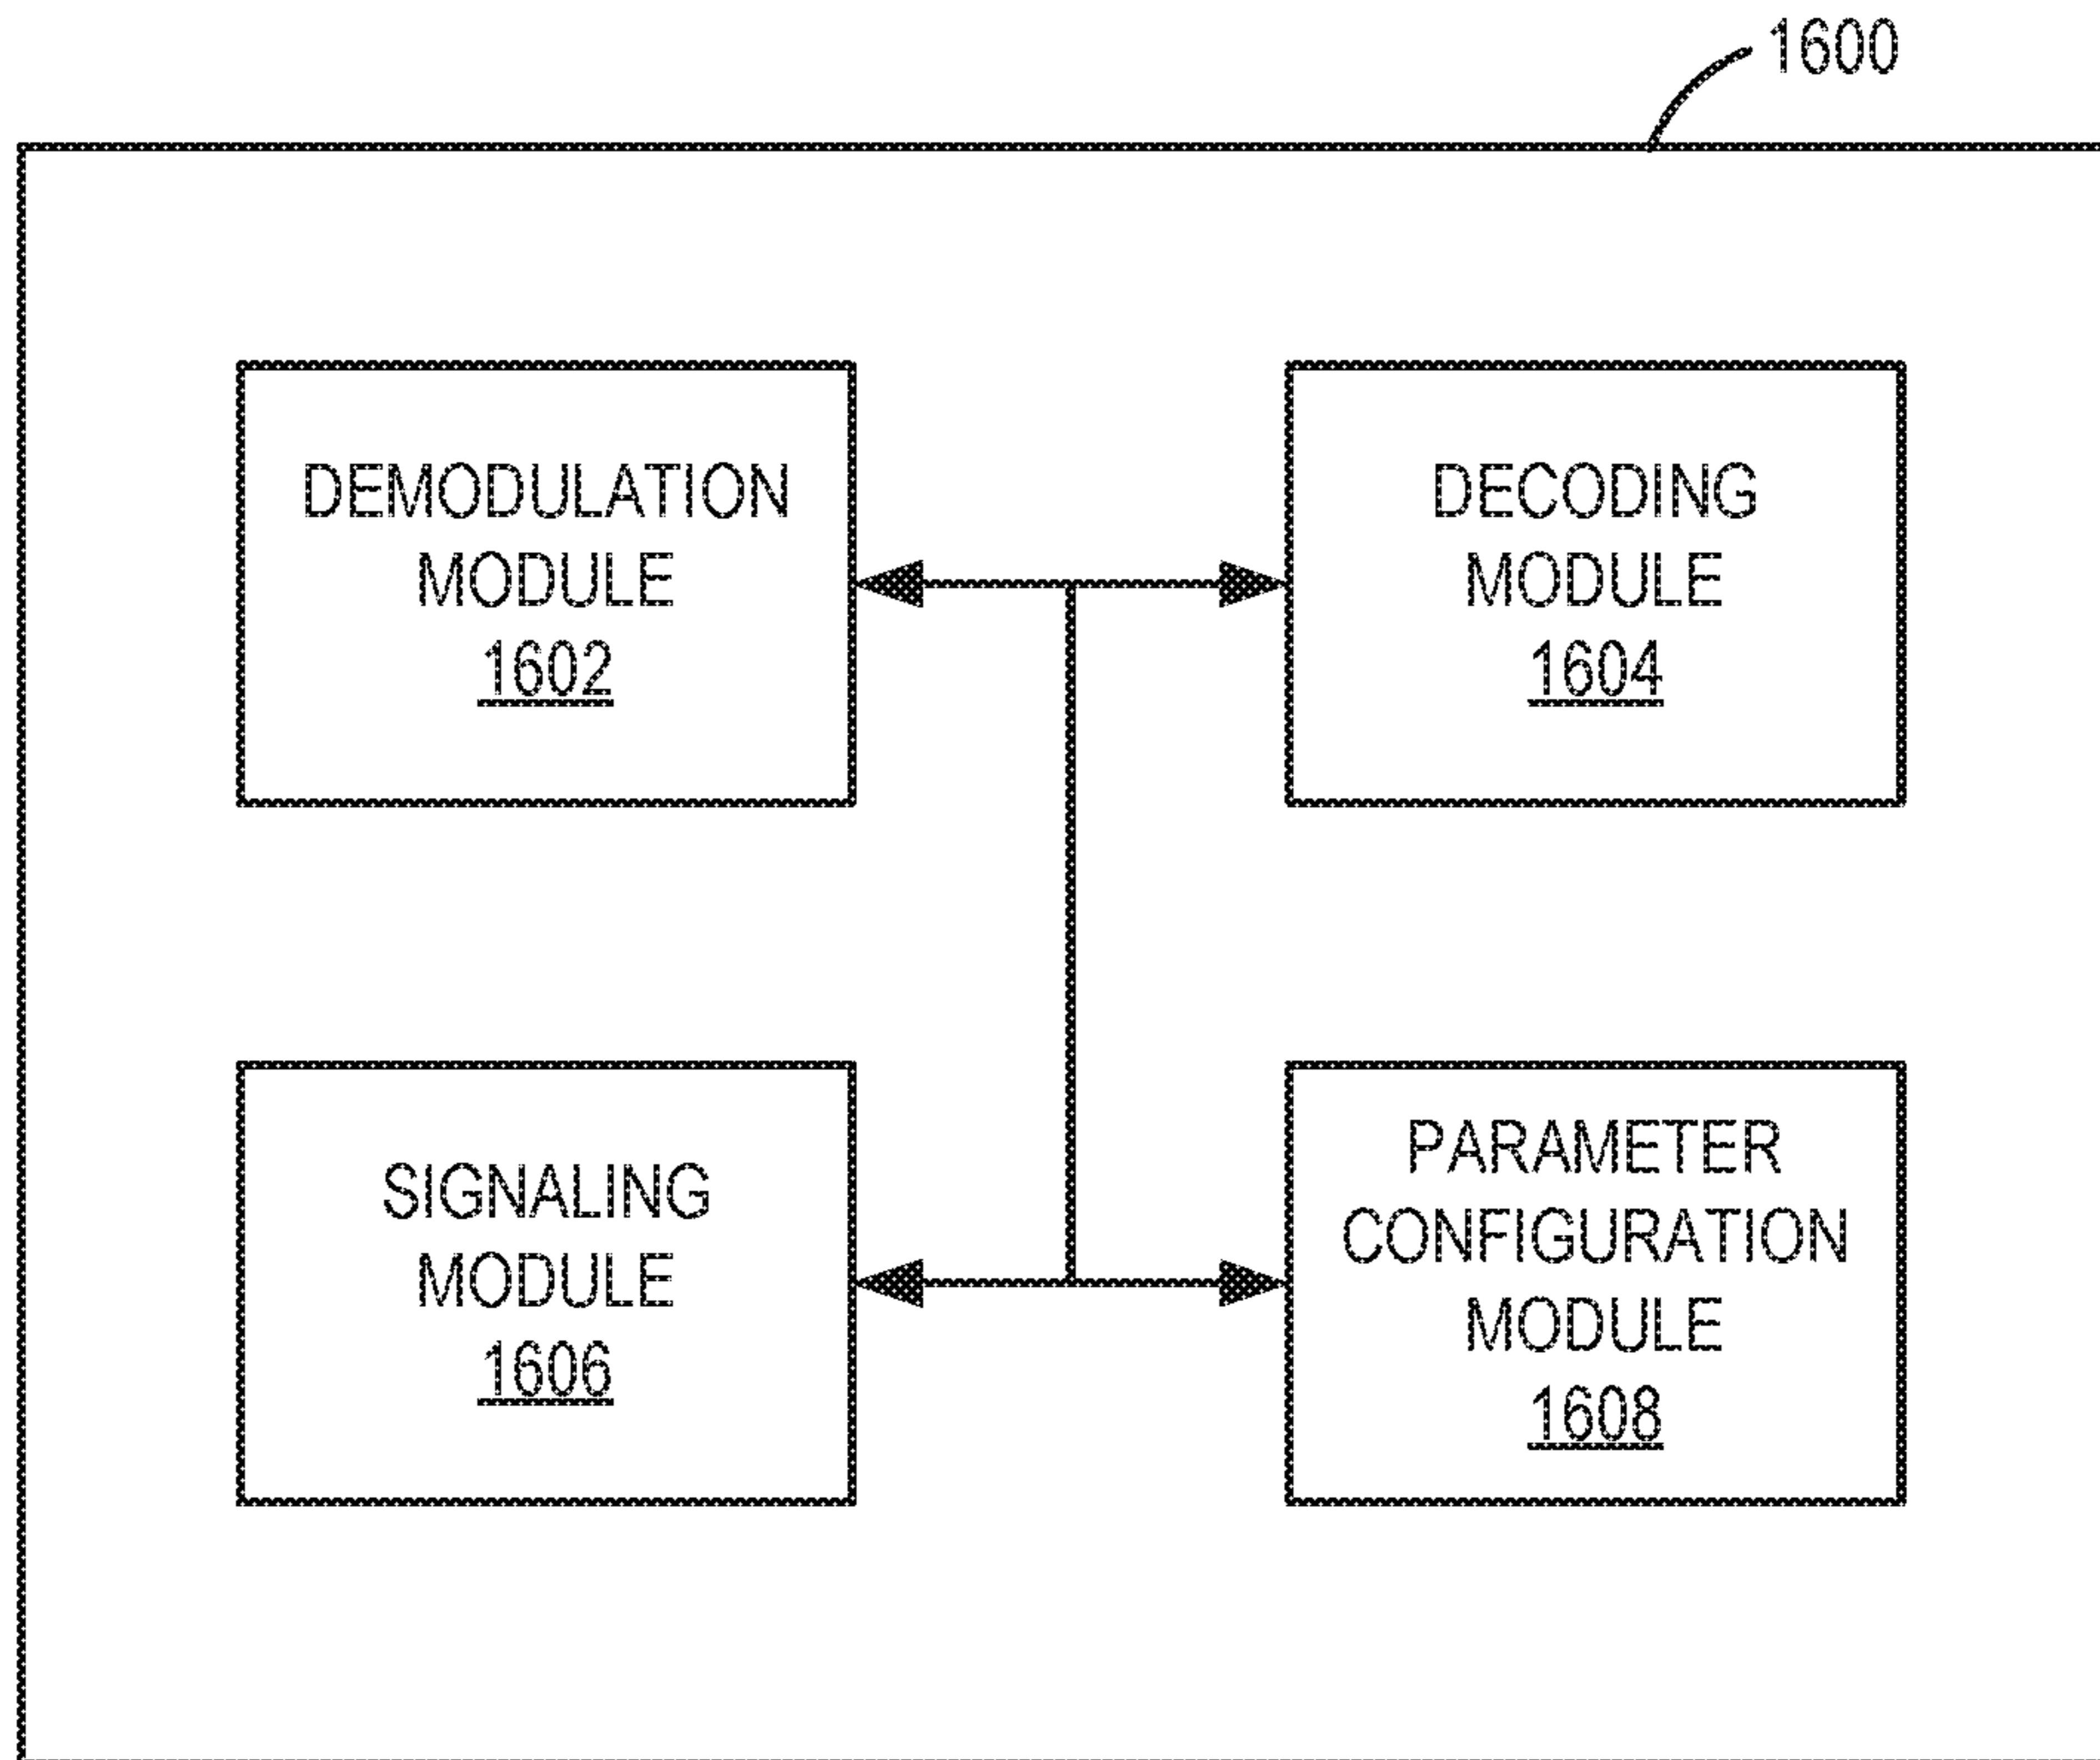 1600
DEMODULATION
MODULE
1602
DECODING
MODULE
1604
SIGNALING
MODULE
1606
PARAMETER
CONFIGURATION
MODULE
1608